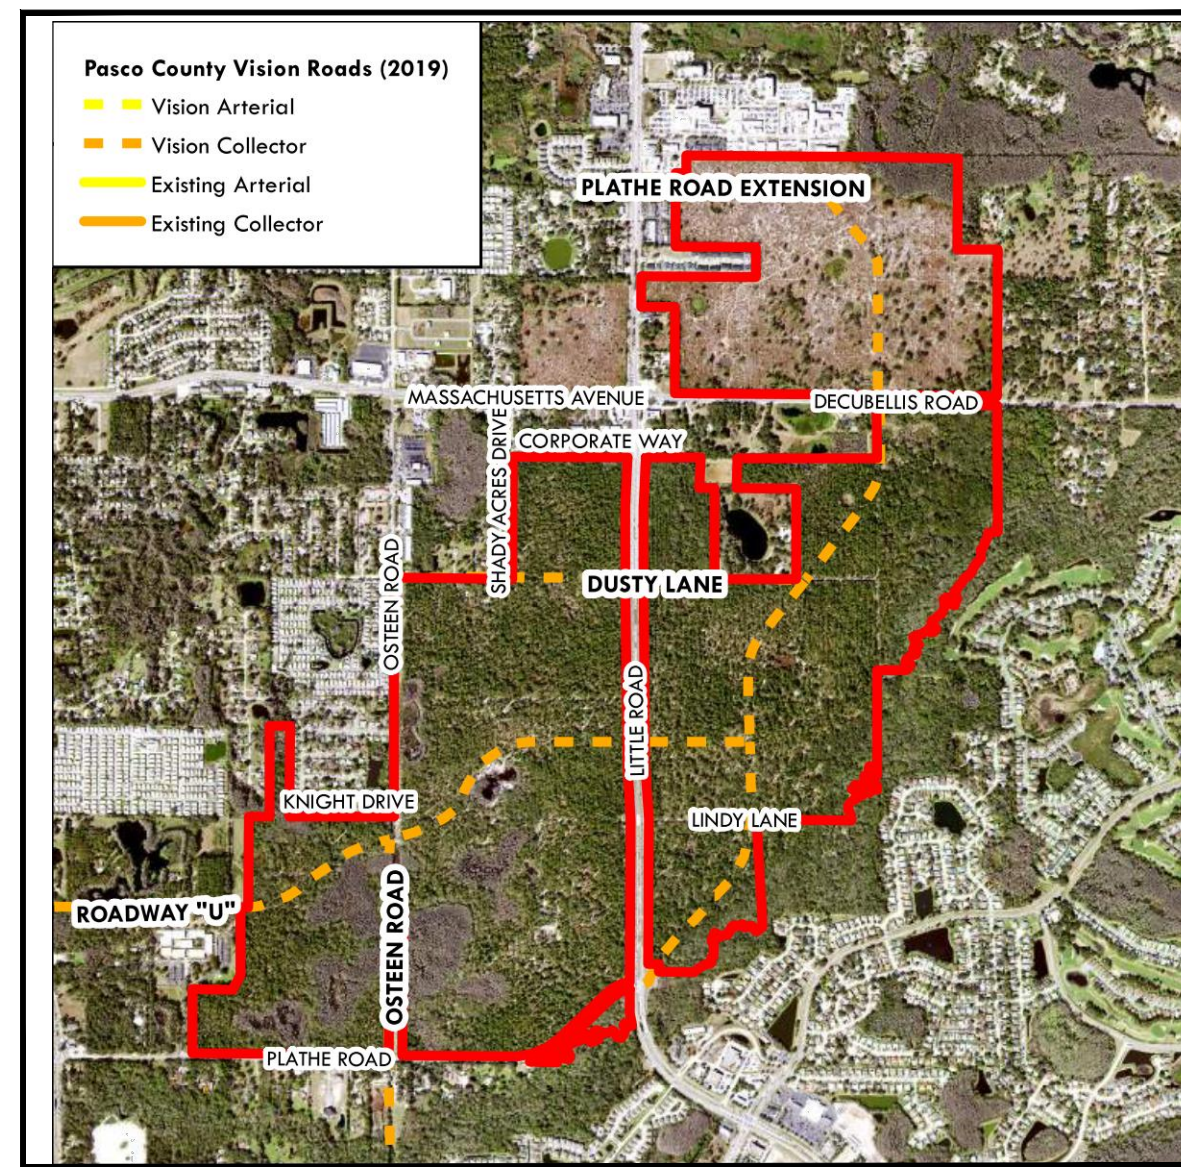 Pasco County Vision Roads (2019)
Vision Arterial
Vision Collector
Existing Arterial
Existing Collector
PLATHE ROAD EXTENSION
MASSACHUSETTS AVENUE
DECUBELLIS ROAD
CORPORATE WAY
SHADY ACRES DRIVE
OSTEEN ROAD
DUSTY LANE
LITTLE ROAD
KNIGHT DRIVE
LINDY LANE
ROADWAY "U"
OSTEEN ROAD
PLATHE ROAD